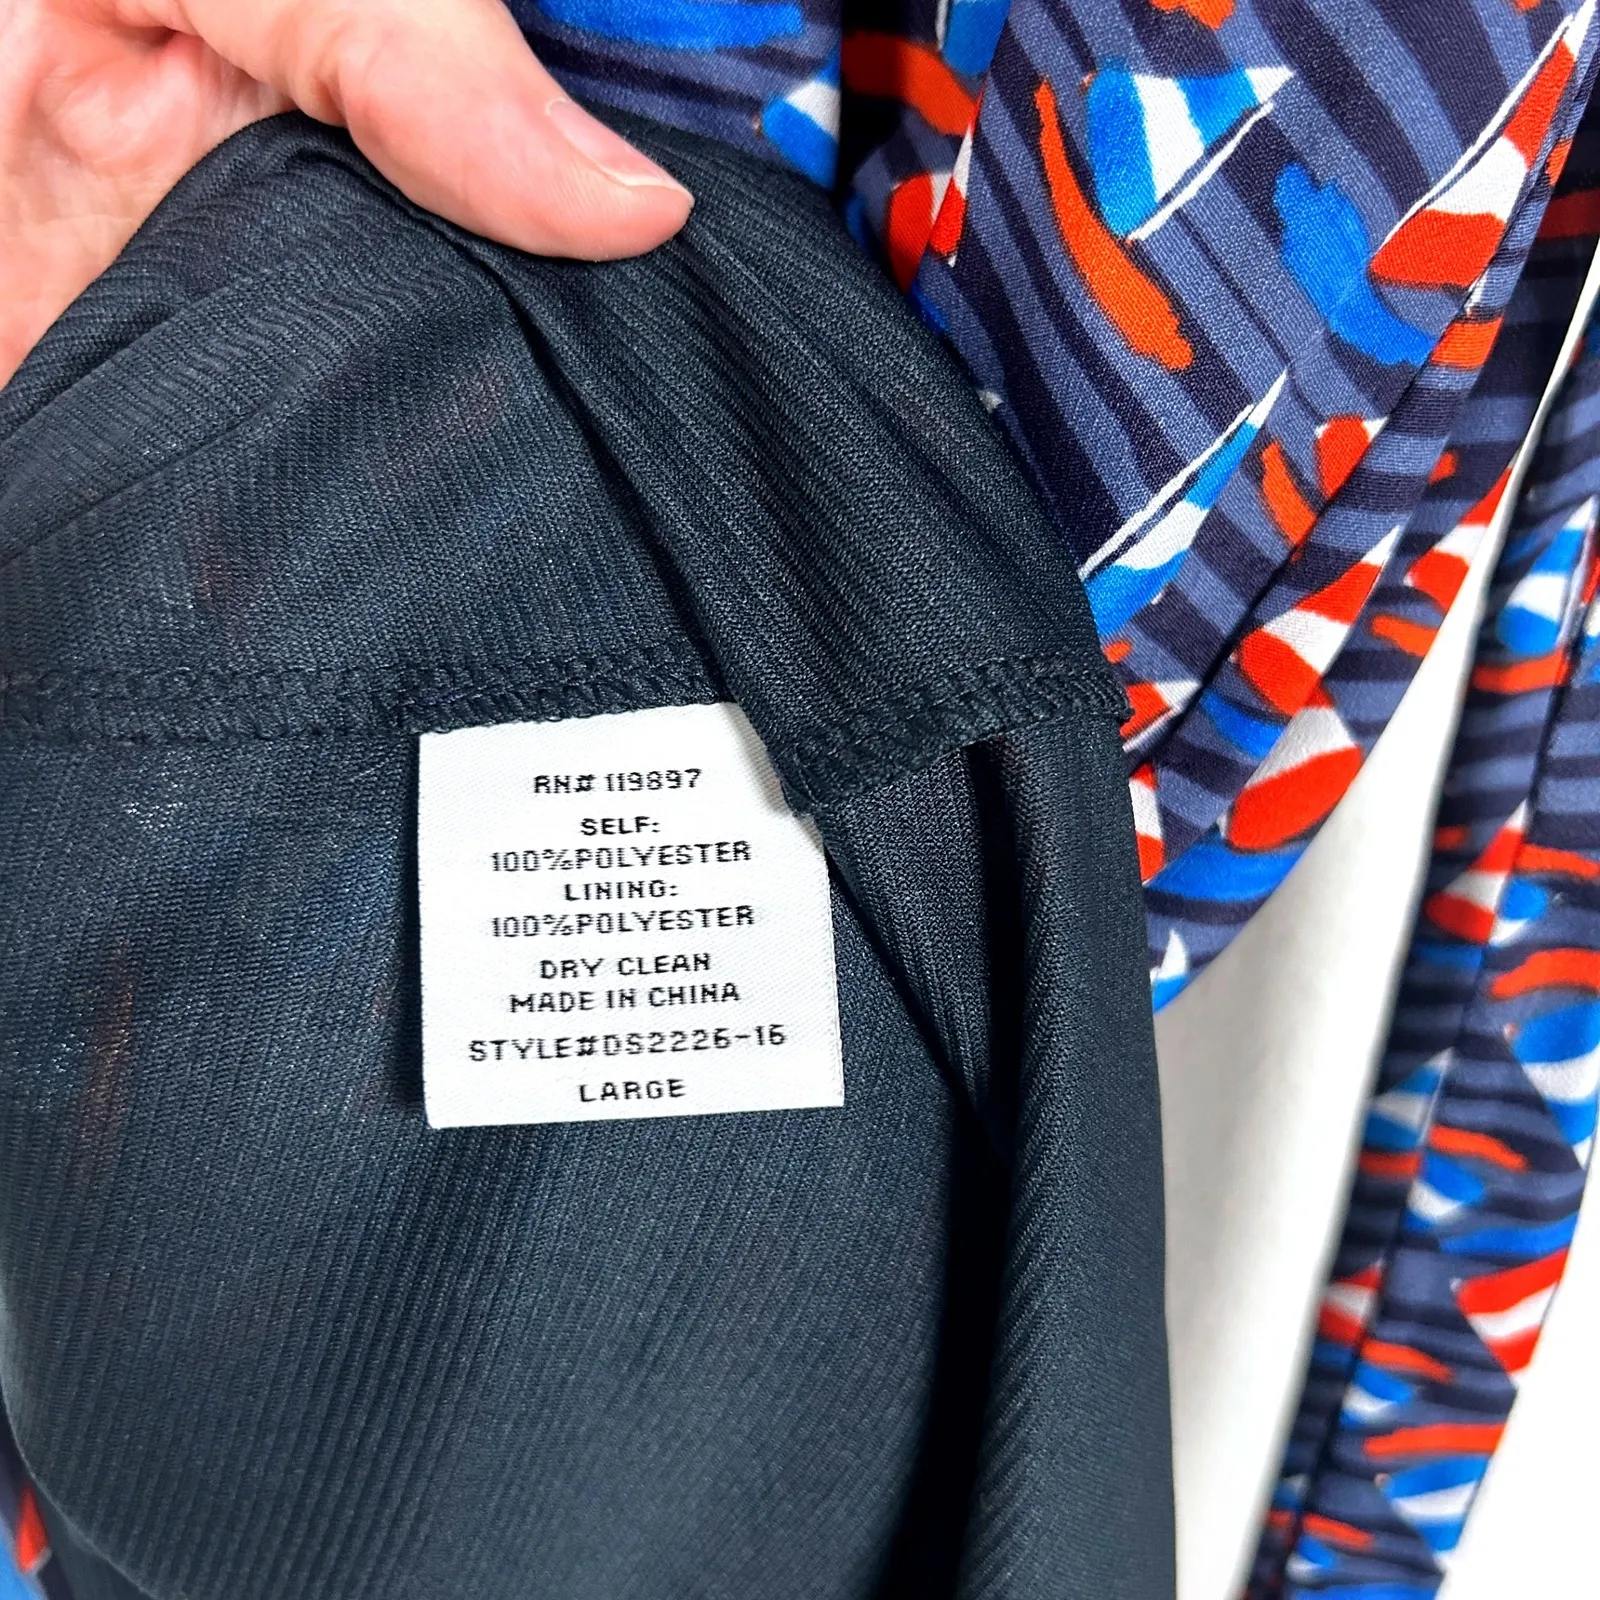 RN# 119897
SELF:
100%POLYESTER
LINING:
100%POLYESTER
DRY CLEAN
MADE IN CHINA
STYLE#DS2226-16
LARGE